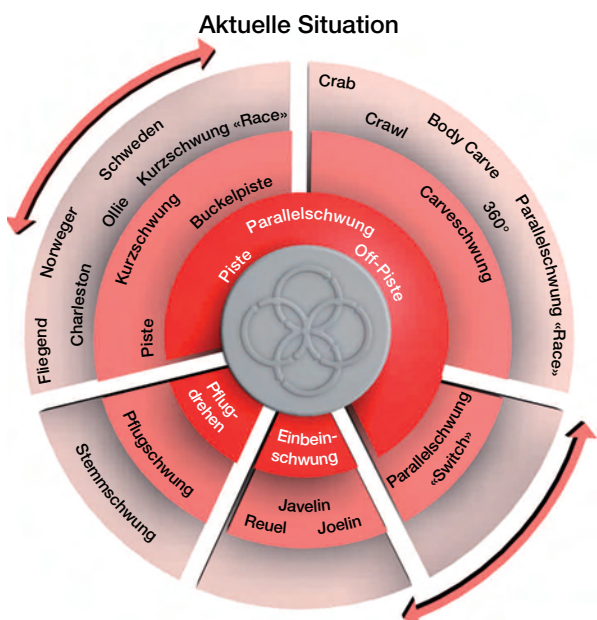 Aktuelle Situation
Crab
Crawl
Body Carve
360°
Parallelschwung «Race»
Carveschwung
Schweden
Kurzschwung «Race»
Norweger
Ollie
Kurzschwung
Buckelpiste
Fliegend
Charleston
Piste
Parallelschwung
Piste
Off-Piste
Pflug-
drehen
Einbein-
schwung
Pflugschwung
Stemmschwung
Javelin
Reuel
Joelin
Parallelschwung
«Switch»